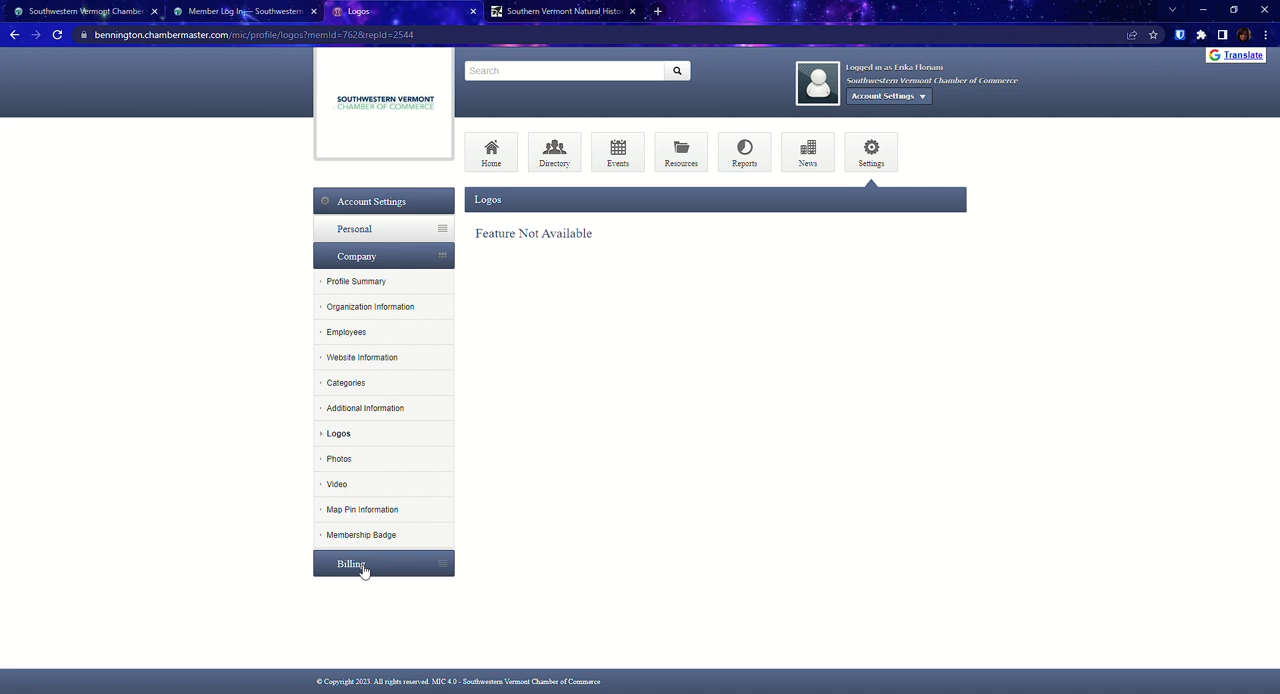 Southwestern Vermont Chamber
Member Log In — Southwestern
Logos
Southern Vermont Natural Histo
bennington.chambermaster.com/mic/profile/logos?memId=762&repId=2544
Translate
SOUTHWESTERN VERMONT
CHAMBER OF COMMERCE
Search
Logged in as Erika Floriani
Southwestern Vermont Chamber of Commerce
Account Settings
Home
Directory
Events
Resources
Reports
News
Settings
Account Settings
Personal
Company
Profile Summary
Organization Information
Employees
Website Information
Categories
Additional Information
Logos
Photos
Video
Map Pin Information
Membership Badge
Billing
Logos
Feature Not Available
© Copyright 2023. All rights reserved. MIC 4.0 - Southwestern Vermont Chamber of Commerce